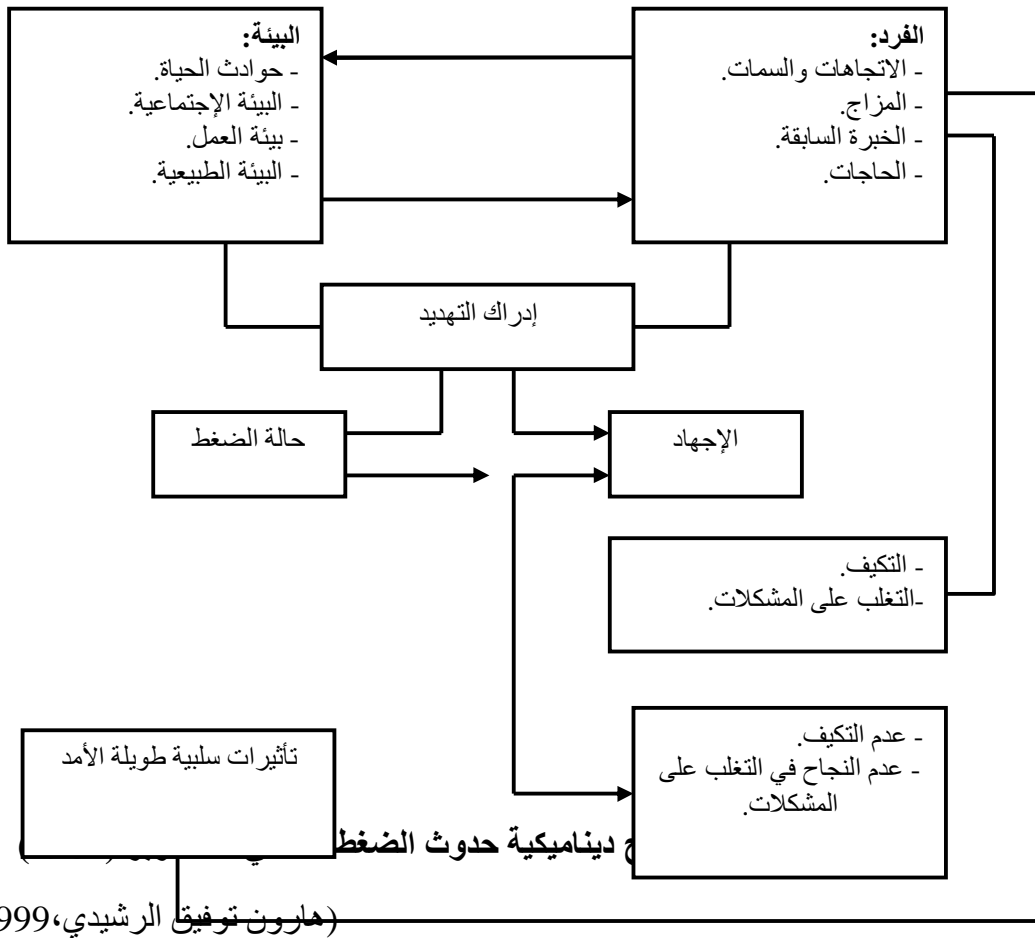 الفرد:
- الاتجاهات والسمات.
- المزاج.
- الخبرة السابقة.
- الحاجات.
البيئة:
- حوادث الحياة.
- البيئة الإجتماعية.
- بيئة العمل.
- البيئة الطبيعية.
إدراك التهديد
الإجهاد
حالة الضغط
- التكيف.
-التغلب على المشكلات.
- عدم التكيف.
- عدم النجاح في التغلب على
المشكلات.
تأثيرات سلبية طويلة الأمد
ديناميكية حدوث الضغط
(هارون توفيق الرشيدي،